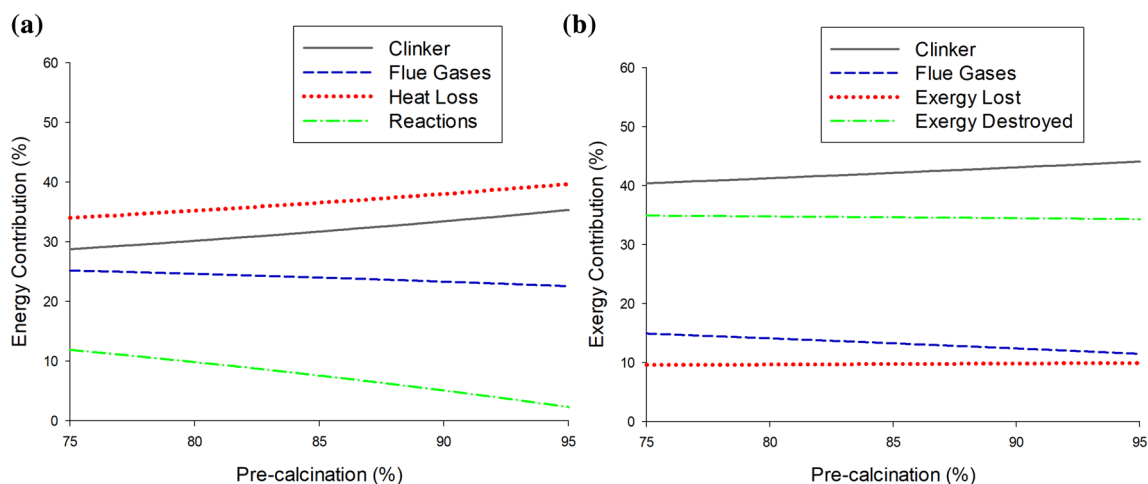 (a)
Clinker
Flue Gases
Heat Loss
Reactions
Energy Contribution (%)
60
50
40
30
20
10
0
75
80
85
90
95
Pre-calcination (%)
(b)
Clinker
Flue Gases
Exergy Lost
Exergy Destroyed
Exergy Contribution (%)
60
50
40
30
20
10
0
75
80
85
90
95
Pre-calcination (%)